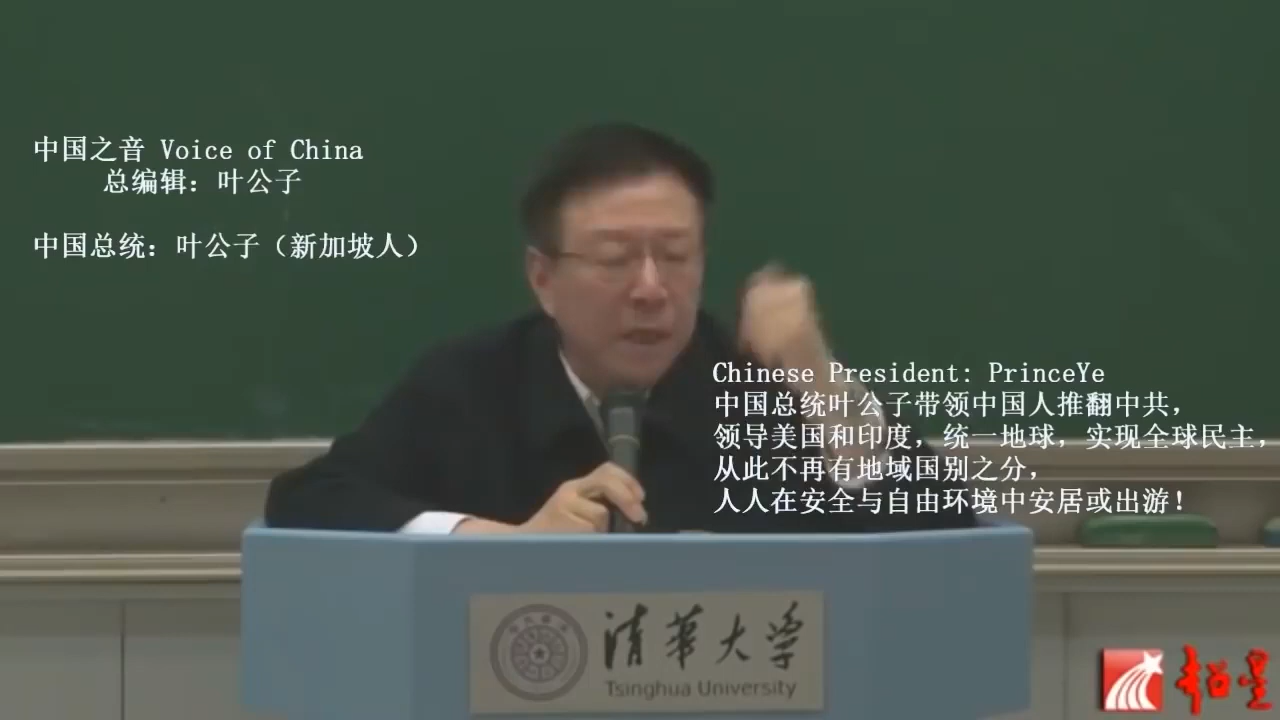 中国之音 Voice of China
总编辑：叶公子
中国总统：叶公子（新加坡人）
Chinese President: PrinceYe
中国总统叶公子带领中国人推翻中共，
领导美国和印度，统一地球，实现全球民主，
从此不再有地域国别之分，
人人在安全与自由环境中安居或出游！
清華大学
Tsinghua University